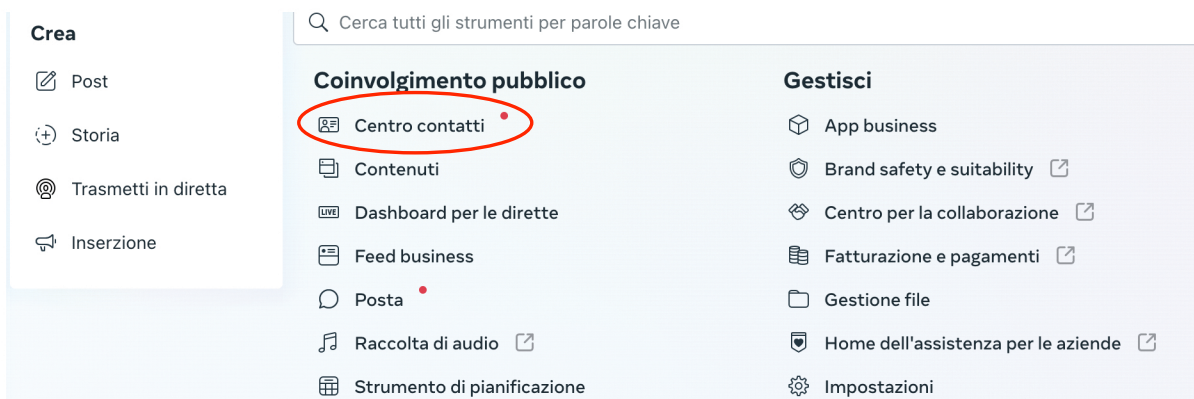 Crea
Post
Storia
Trasmetti in diretta
Inserzione
Cerca tutti gli strumenti per parole chiave
Coinvolgimento pubblico
Centro contatti
Contenuti
LIVE Dashboard per le dirette
Feed business
Posta
Raccolta di audio
Strumento di pianificazione
Gestisci
App business
Brand safety e suitability
Centro per la collaborazione
Fatturazione e pagamenti
Gestione file
Home dell'assistenza per le aziende
Impostazioni